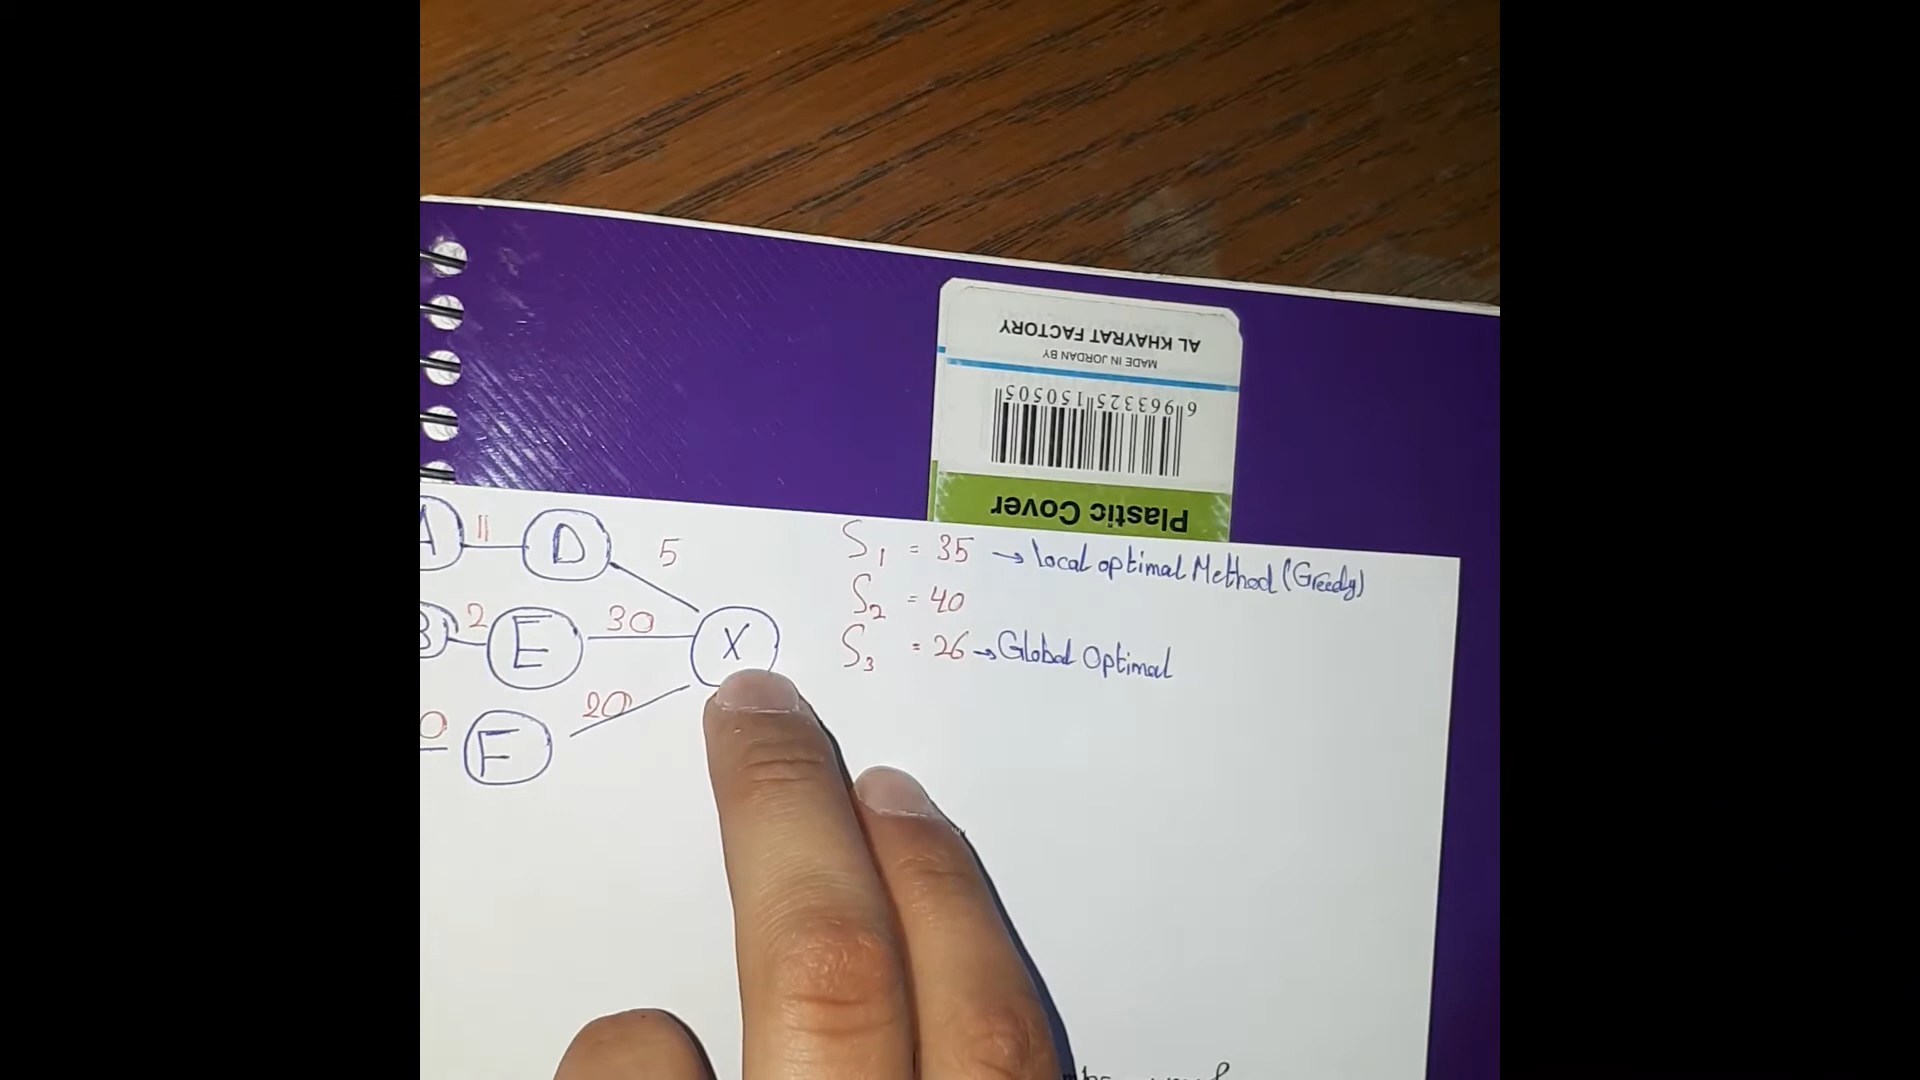 AL KHAYRAT FACTORY
MADE IN JORDAN BY
6 963325 150505
Plastic Cover
A 11 D 5
S1 = 35 → local optimal Method (Greedy)
S2 = 40
B 2 E 30 X
S3 = 26 → Global Optimal
0 F 20